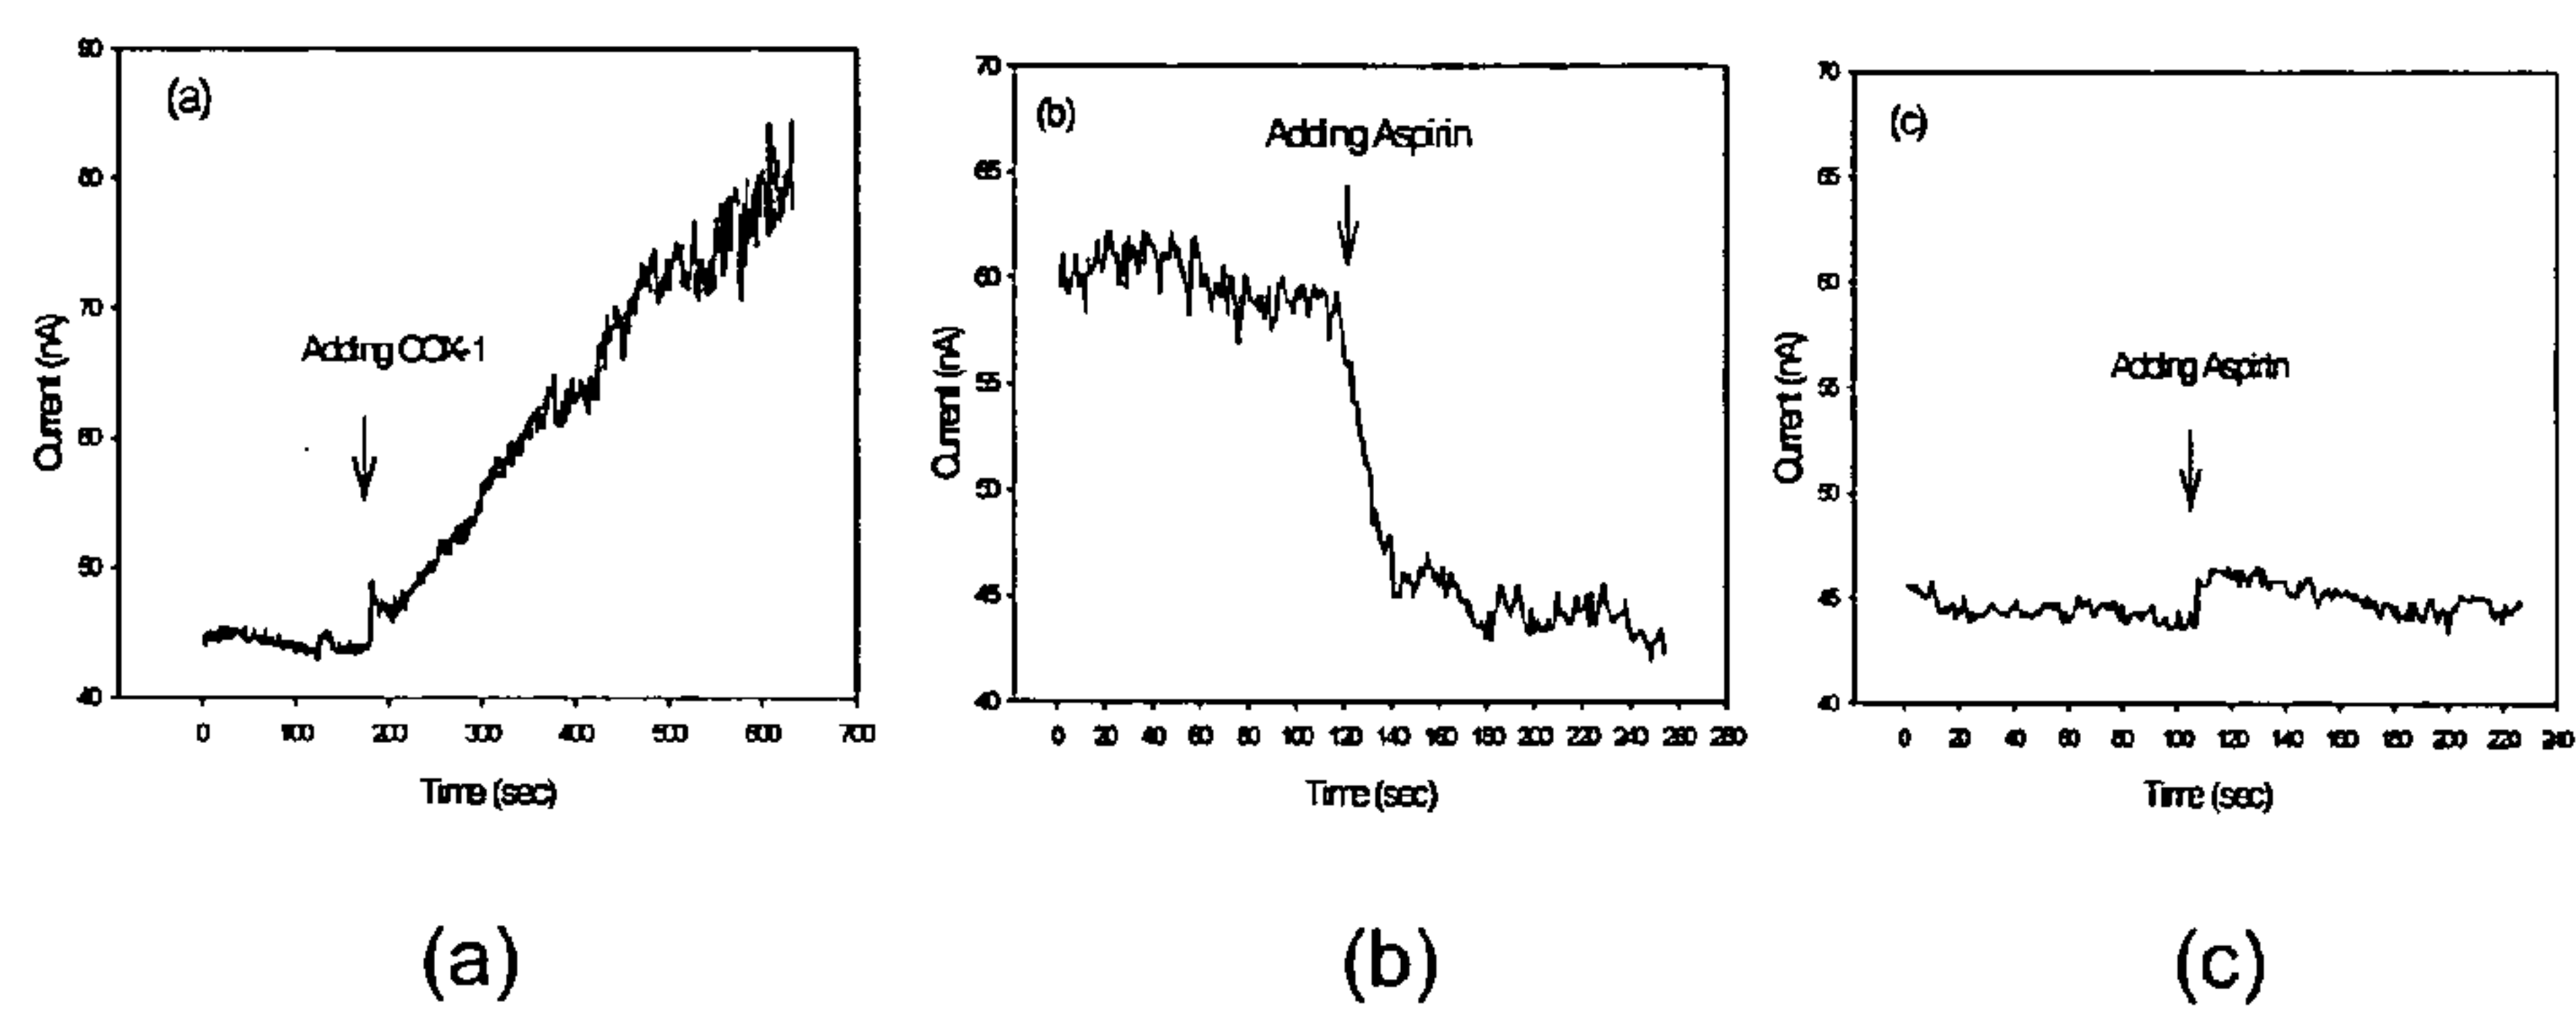 (a)
90
80
70
60
50
40
Current (nA)
Adding COX-1
0 100 200 300 400 500 600 700
Time (sec)
(b)
70
65
60
55
50
45
40
Current (nA)
Adding Aspirin
0 20 40 60 80 100 120 140 160 180 200 220 240 260 280
Time (sec)
(c)
70
65
60
55
50
45
40
Current (nA)
Adding Aspirin
0 20 40 60 80 100 120 140 160 180 200 220 240
Time (sec)
(a) (b) (c)